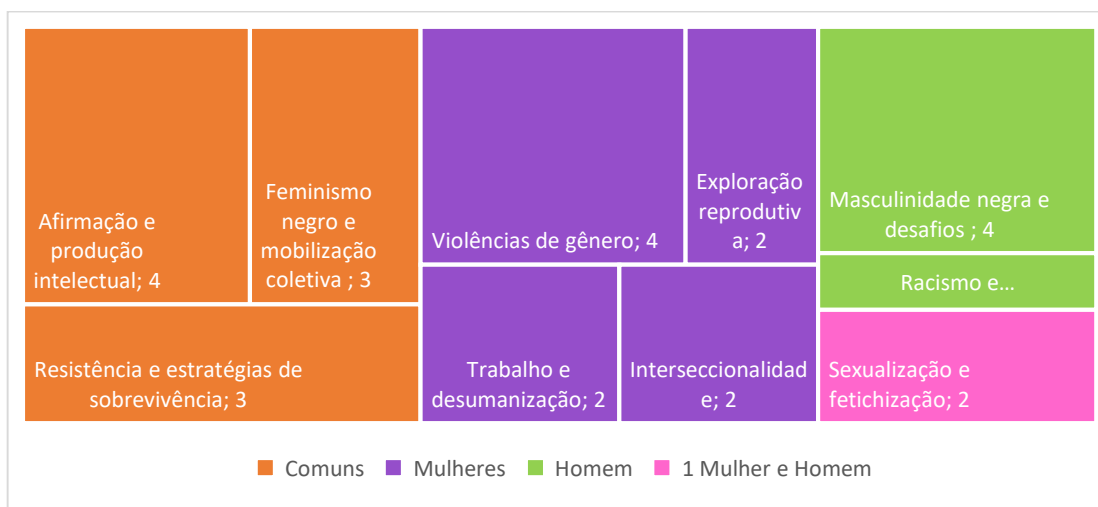 Afirmação e
produção
intelectual; 4
Feminismo
negro e
mobilização
coletiva ; 3
Resistência e estratégias de
sobrevivência; 3
Violências de gênero; 4
Exploração
reprodutiv
a; 2
Trabalho e
desumanização; 2
Interseccionalidad
e; 2
Masculinidade negra e
desafios ; 4
Racismo e...
Sexualização e
fetichização; 2
Comuns
Mulheres
Homem
1 Mulher e Homem